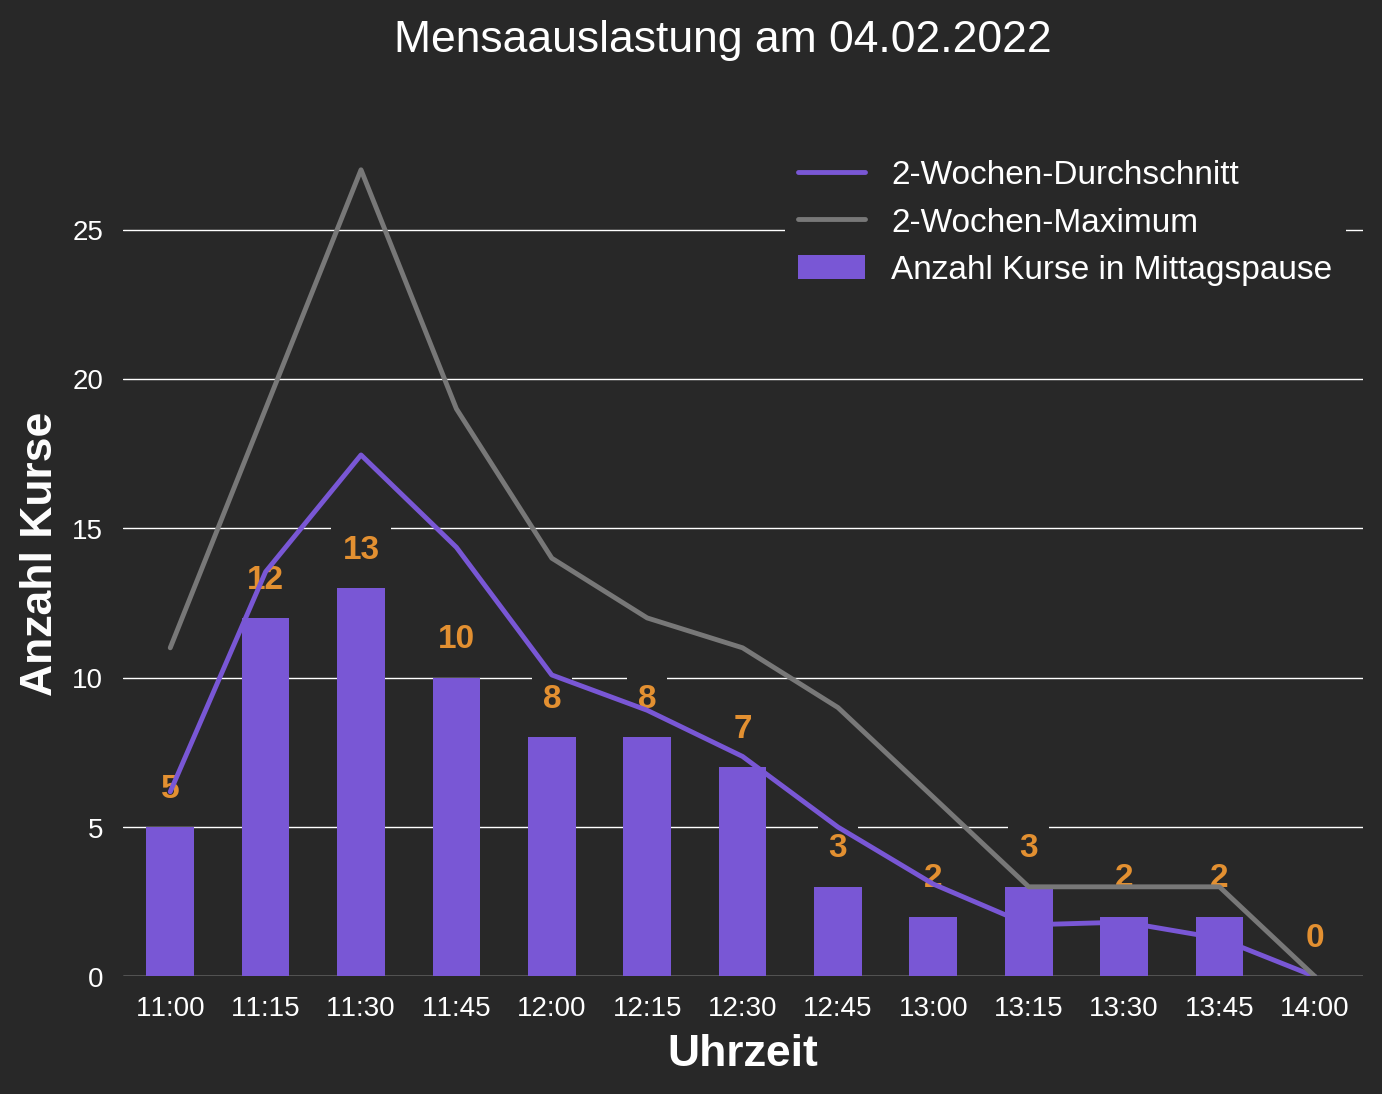 Mensaauslastung am 04.02.2022
2-Wochen-Durchschnitt
2-Wochen-Maximum
Anzahl Kurse in Mittagspause
Anzahl Kurse
25
20
15
10
5
0
5
12
13
10
8
8
7
3
2
3
2
2
0
11:00 11:15 11:30 11:45 12:00 12:15 12:30 12:45 13:00 13:15 13:30 13:45 14:00
Uhrzeit